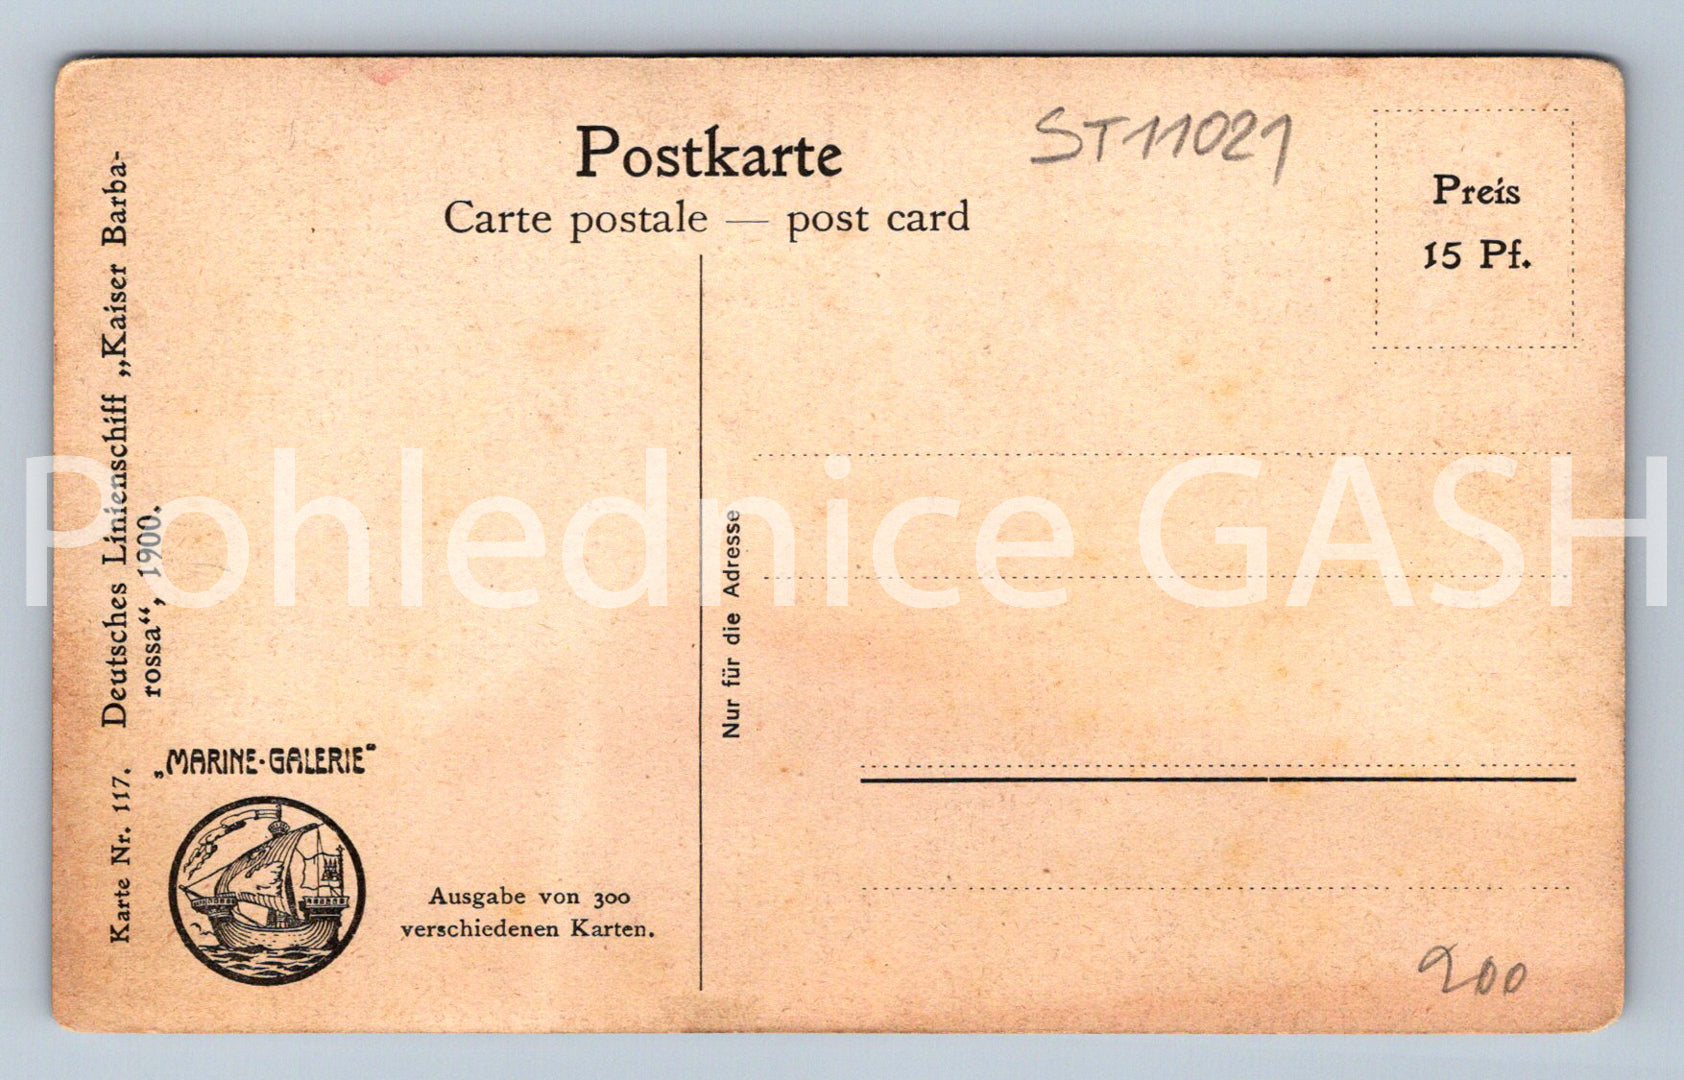 Postkarte
Carte postale — post card
ST11021
Preis
15 Pf.
Karte Nr. 117. Deutsches Linienschiff „Kaiser Barba-
rossa“, 1900.
„MARINE-GALERIE“
Ausgabe von 300
verschiedenen Karten.
Nur für die Adresse
200
Pohlednice GASH